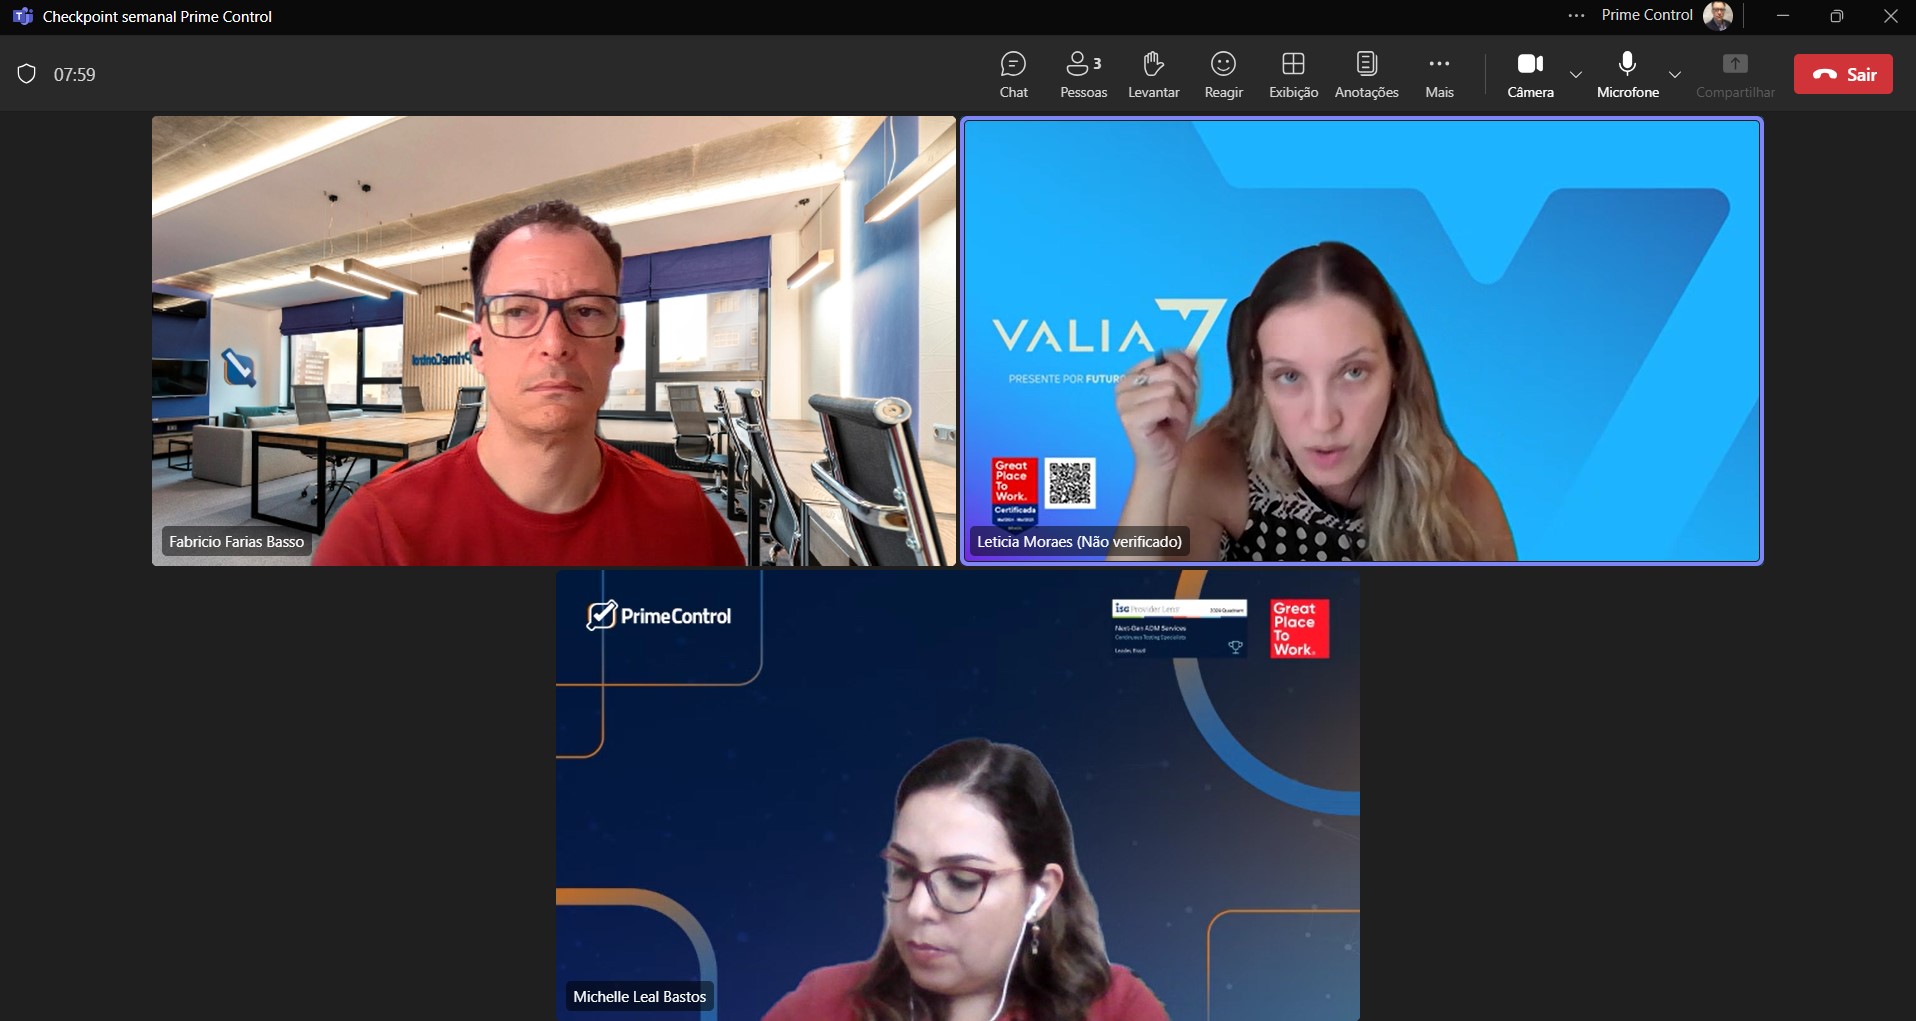 Checkpoint semanal Prime Control
Prime Control
07:59
Chat
3
Pessoas
Levantar
Reagir
Exibição
Anotações
Mais
Câmera
Microfone
Compartilhar
Sair
PrimeControl
Fabricio Farias Basso
VALIA
PRESENTE POR FUTURO
Great
Place
To
Work.
Certificada
Leticia Moraes (Não verificado)
PrimeControl
ISG Provider Lens
2024 Quadrant
Next-Gen ADM Services
Continuous Testing Specialists
Leader, Brazil
Great
Place
To
Work.
Michelle Leal Bastos